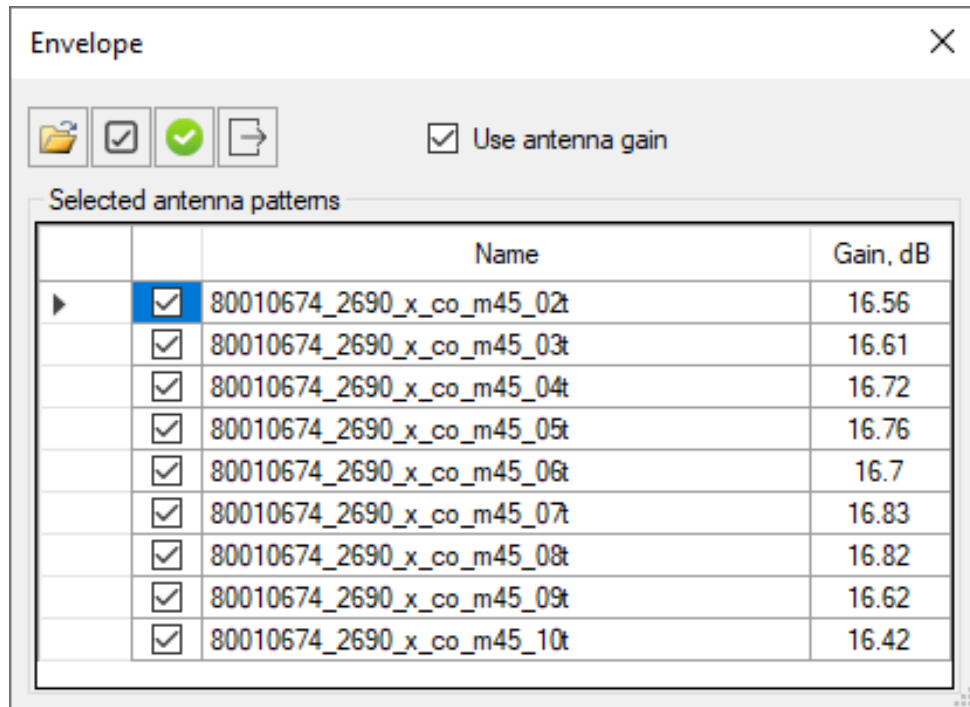 Envelope
Use antenna gain
Selected antenna patterns
Name Gain, dB
80010674_2690_x_co_m45_02t 16.56
80010674_2690_x_co_m45_03t 16.61
80010674_2690_x_co_m45_04t 16.72
80010674_2690_x_co_m45_05t 16.76
80010674_2690_x_co_m45_06t 16.7
80010674_2690_x_co_m45_07t 16.83
80010674_2690_x_co_m45_08t 16.82
80010674_2690_x_co_m45_09t 16.62
80010674_2690_x_co_m45_10t 16.42